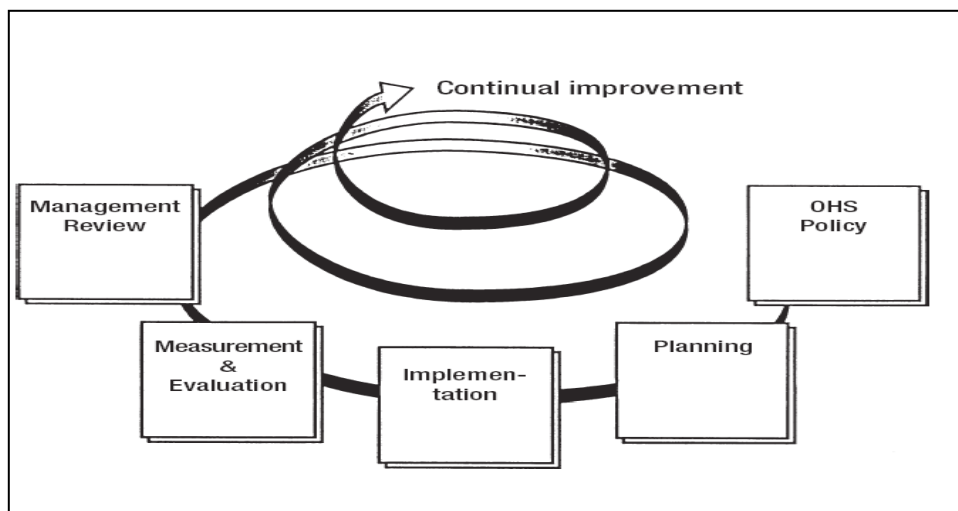 Continual improvement
Management
Review
OHS
Policy
Measurement
&
Evaluation
Implemen-
tation
Planning